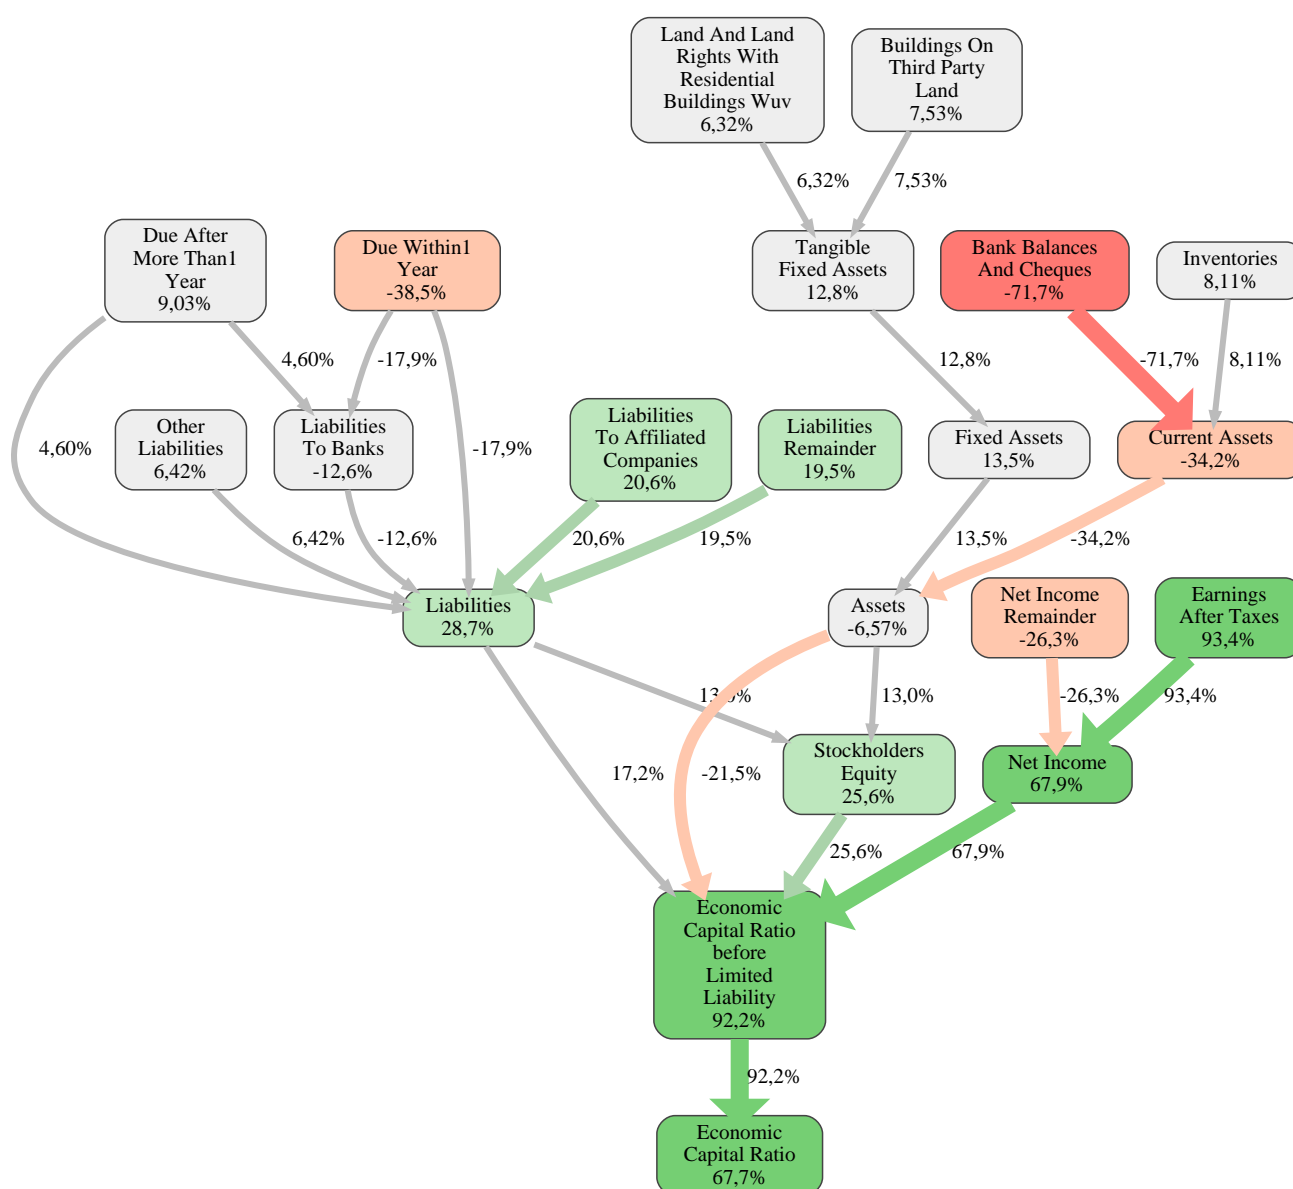 Land And Land
Rights With
Residential
Buildings Wuv
6,32%
Buildings On
Third Party
Land
7,53%
6,32%
7,53%
Due After
More Than1
Year
9,03%
Due Within1
Year
-38,5%
Tangible
Fixed Assets
12,8%
Bank Balances
And Cheques
-71,7%
Inventories
8,11%
4,60%
-17,9%
12,8%
-71,7%
8,11%
Other
Liabilities
6,42%
Liabilities
To Banks
-12,6%
Liabilities
To Affiliated
Companies
20,6%
Liabilities
Remainder
19,5%
Fixed Assets
13,5%
Current Assets
-34,2%
4,60%
-17,9%
6,42%
-12,6%
20,6%
19,5%
13,5%
-34,2%
Liabilities
28,7%
Assets
-6,57%
Net Income
Remainder
-26,3%
Earnings
After Taxes
93,4%
13,0%
-26,3%
93,4%
Stockholders
Equity
25,6%
Net Income
67,9%
17,2%
-21,5%
25,6%
67,9%
Economic
Capital Ratio
before
Limited
Liability
92,2%
92,2%
Economic
Capital Ratio
67,7%